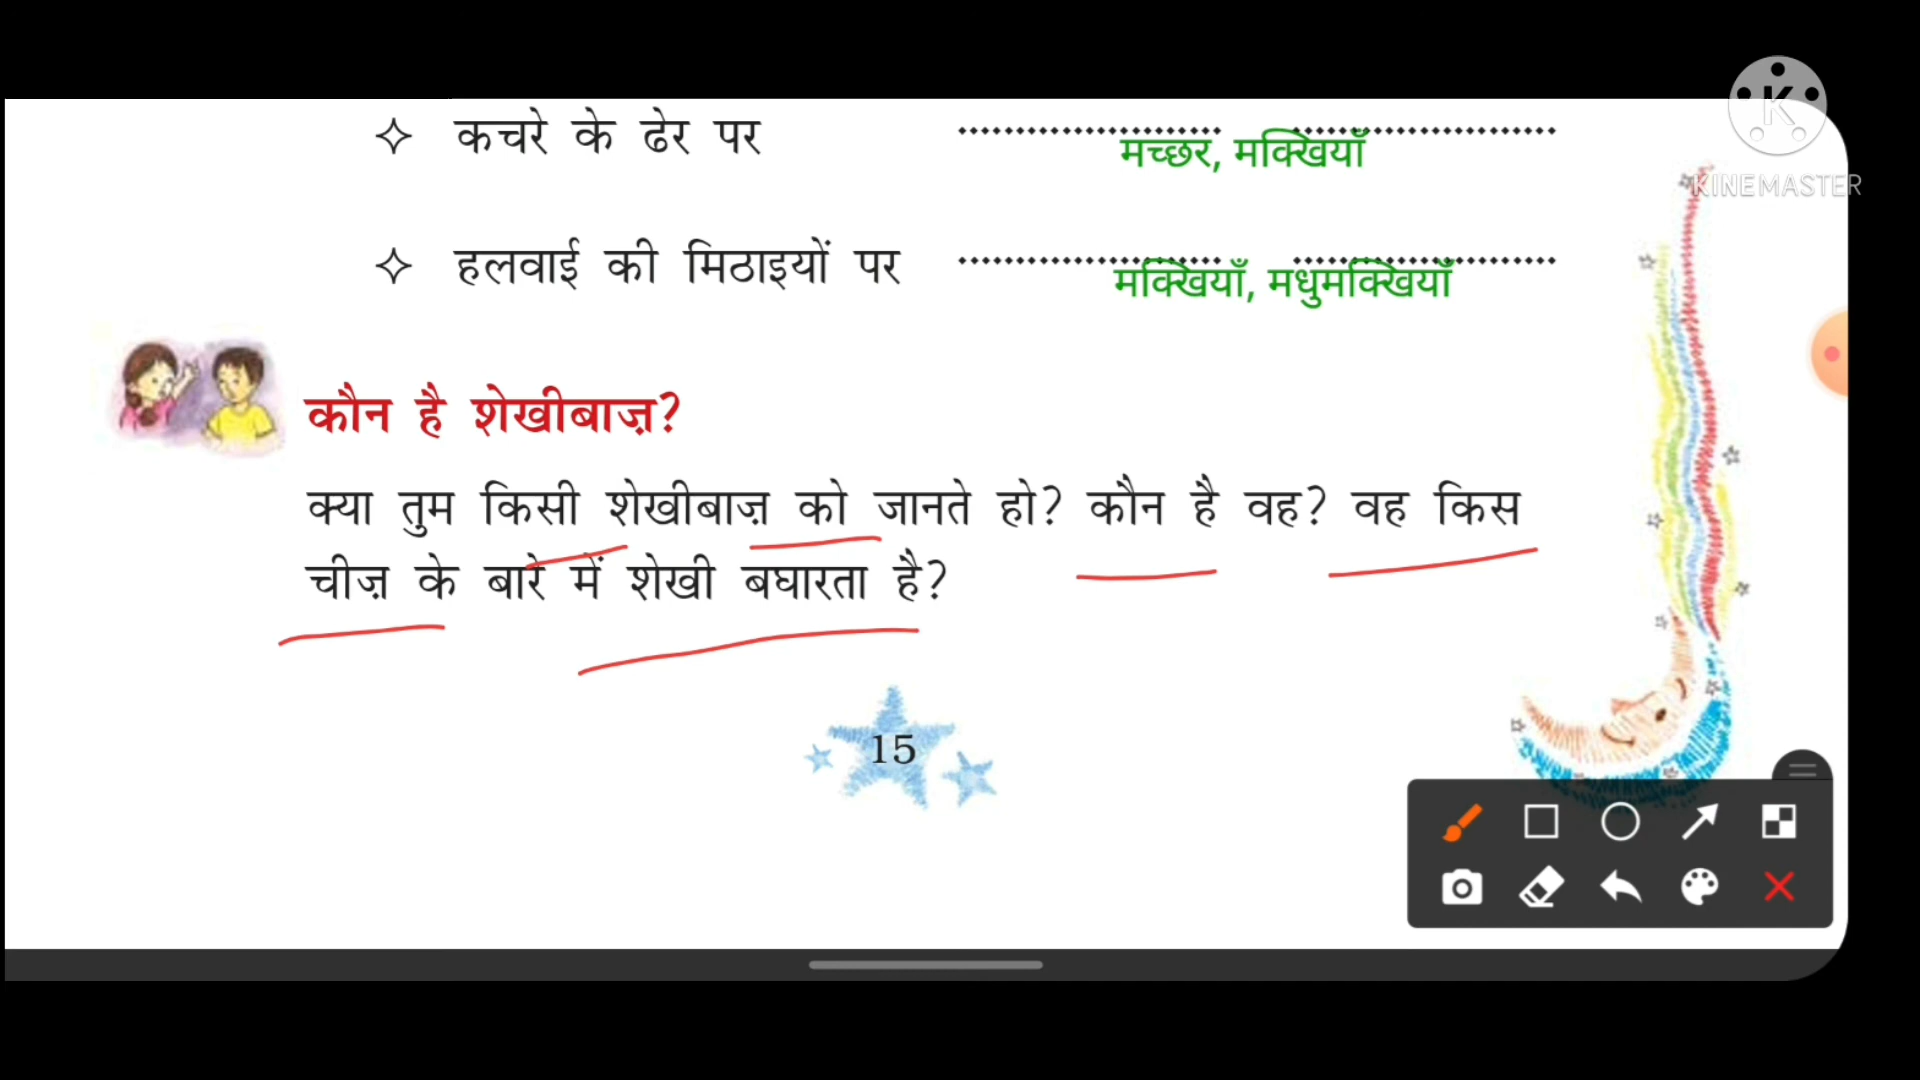 ✧ कचरे के ढेर पर ........................ ........................
मच्छर, मक्खियाँ
✧ हलवाई की मिठाइयों पर ........................ ........................
मक्खियाँ, मधुमक्खियाँ
कौन है शेखीबाज़?
क्या तुम किसी शेखीबाज़ को जानते हो? कौन है वह? वह किस
चीज़ के बारे में शेखी बघारता है?
15
K
KINEMASTER